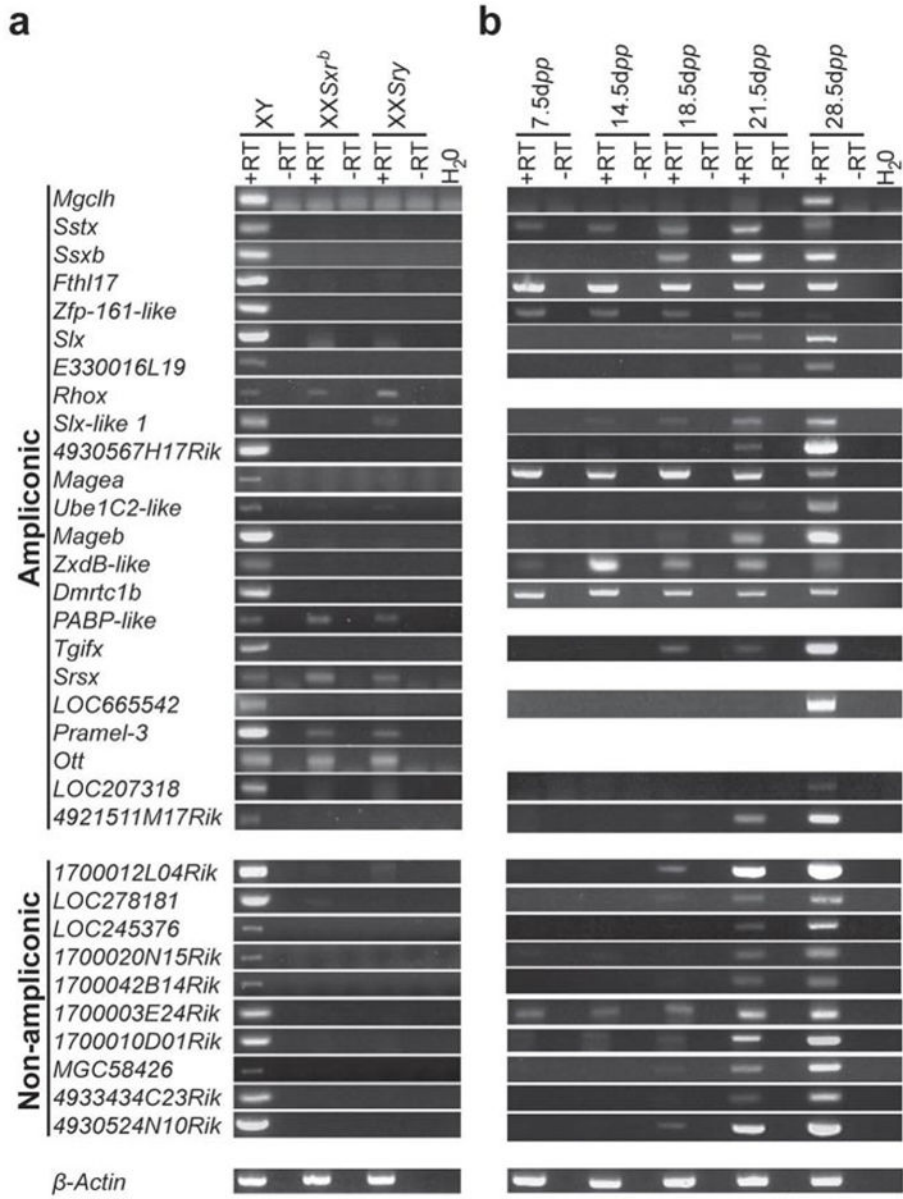 a
b
XY
XXSxrᵇ
XXSry
7.5dpp
14.5dpp
18.5dpp
21.5dpp
28.5dpp
+RT
-RT
+RT
-RT
+RT
-RT
H₂0
+RT
-RT
+RT
-RT
+RT
-RT
+RT
-RT
+RT
-RT
H₂0
Ampliconic
Mgclh
Sstx
Ssxb
Fthl17
Zfp-161-like
Slx
E330016L19
Rhox
Slx-like 1
4930567H17Rik
Magea
Ube1C2-like
Mageb
ZxdB-like
Dmrtc1b
PABP-like
Tgifx
Srsx
LOC665542
Pramel-3
Ott
LOC207318
4921511M17Rik
Non-ampliconic
1700012L04Rik
LOC278181
LOC245376
1700020N15Rik
1700042B14Rik
1700003E24Rik
1700010D01Rik
MGC58426
4933434C23Rik
4930524N10Rik
β-Actin